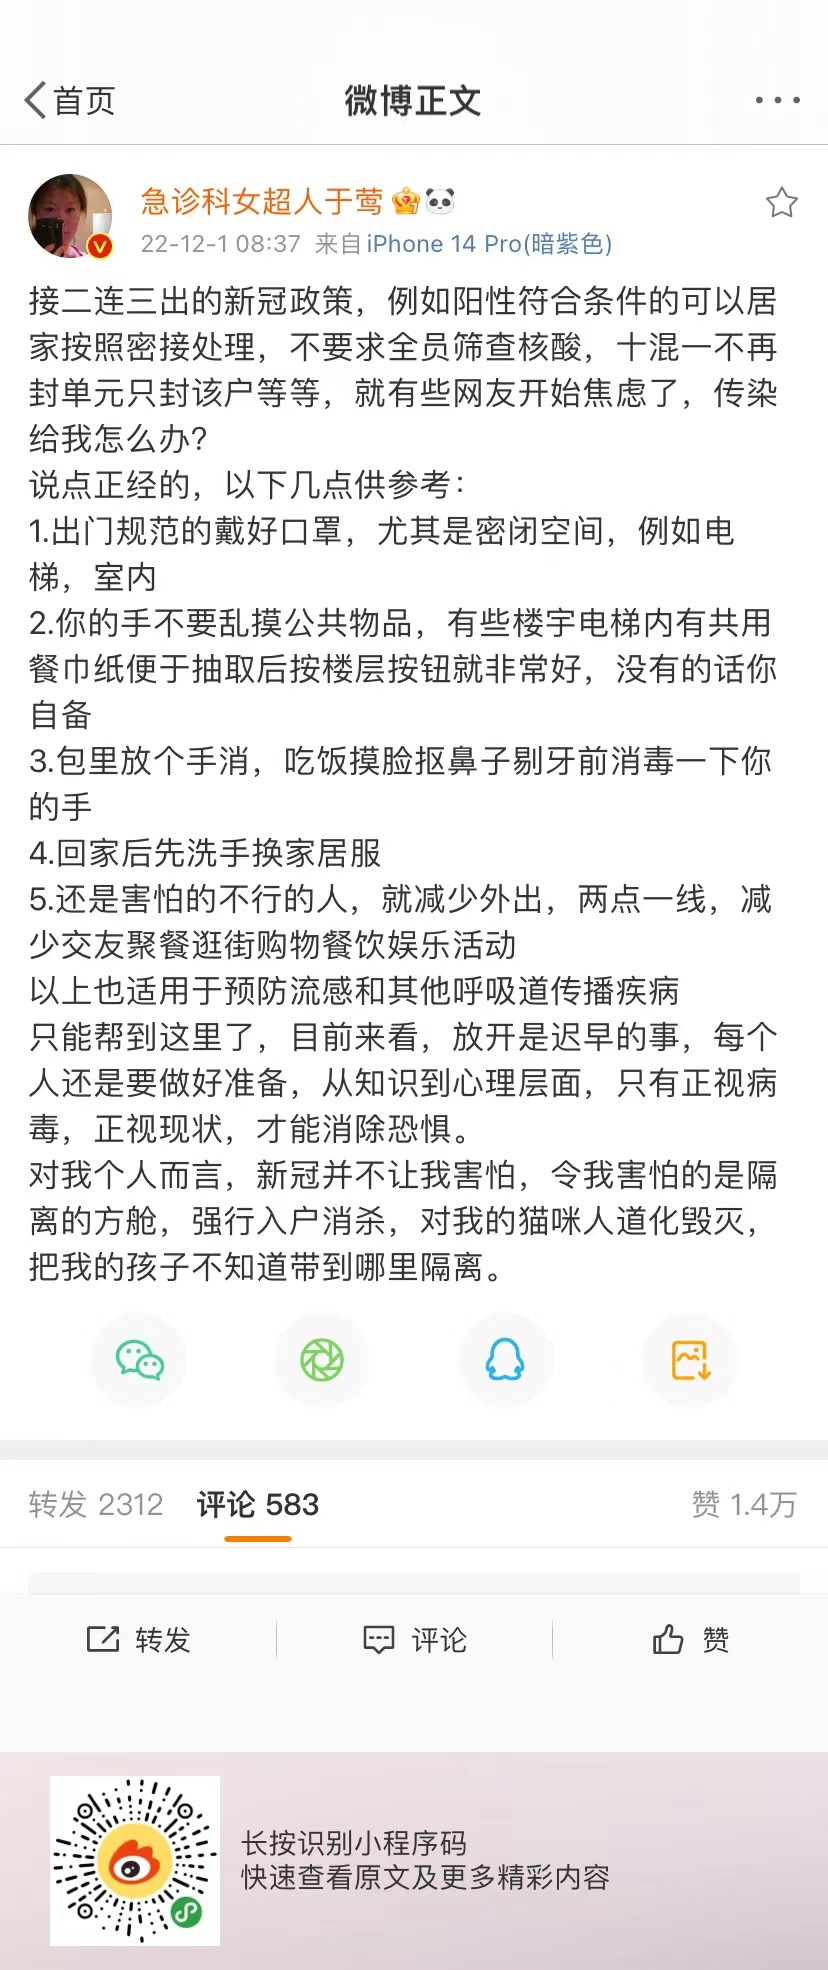 首页
微博正文
急诊科女超人于莺
22-12-1 08:37 来自 iPhone 14 Pro(暗紫色)
接二连三出的新冠政策，例如阳性符合条件的可以居
家按照密接处理，不要求全员筛查核酸，十混一不再
封单元只封该户等等，就有些网友开始焦虑了，传染
给我怎么办？
说点正经的，以下几点供参考：
1.出门规范的戴好口罩，尤其是密闭空间，例如电
梯，室内
2.你的手不要乱摸公共物品，有些楼宇电梯内有共用
餐巾纸便于抽取后按楼层按钮就非常好，没有的话你
自备
3.包里放个手消，吃饭摸脸抠鼻子剔牙前消毒一下你
的手
4.回家后先洗手换家居服
5.还是害怕的不行的人，就减少外出，两点一线，减
少交友聚餐逛街购物餐饮娱乐活动
以上也适用于预防流感和其他呼吸道传播疾病
只能帮到这里了，目前来看，放开是迟早的事，每个
人还是要做好准备，从知识到心理层面，只有正视病
毒，正视现状，才能消除恐惧。
对我个人而言，新冠并不让我害怕，令我害怕的是隔
离的方舱，强行入户消杀，对我的猫咪人道化毁灭，
把我的孩子不知道带到哪里隔离。
转发 2312 评论 583 赞 1.4万
转发 评论 赞
长按识别小程序码
快速查看原文及更多精彩内容